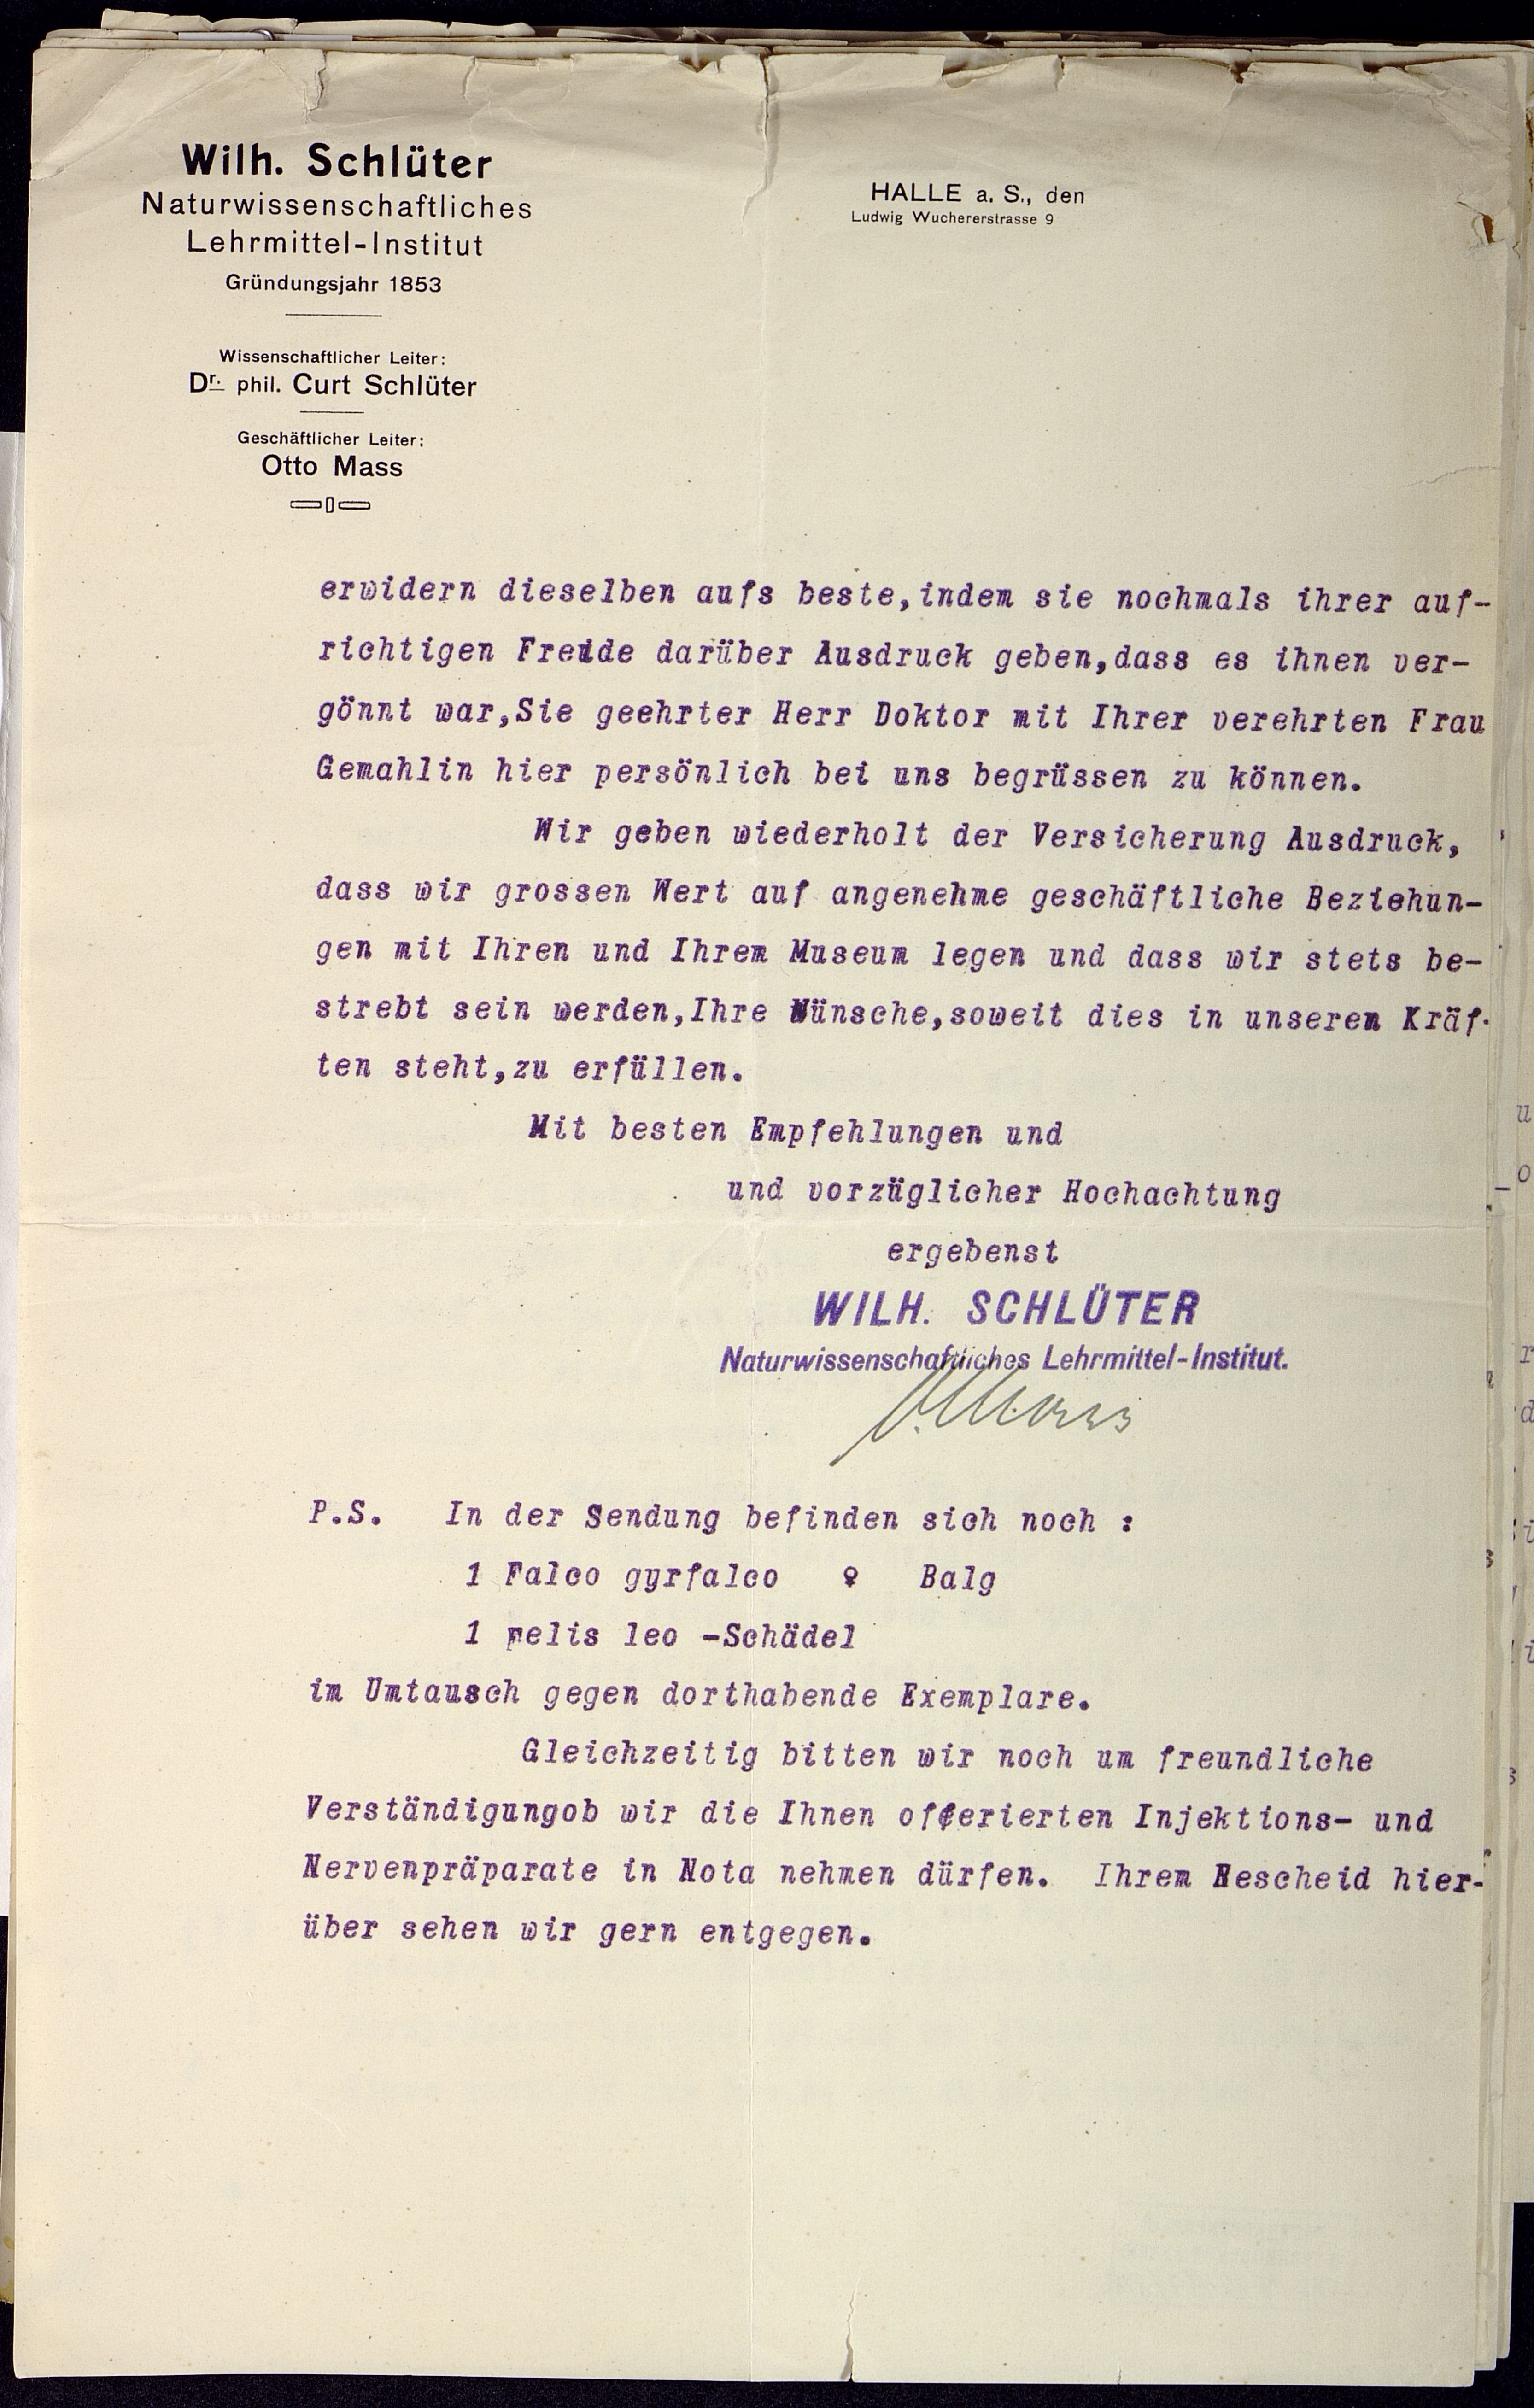 Wilh. Schlüter
Naturwissenschaftliches
Lehrmittel-Institut
Gründungsjahr 1853
Wissenschaftlicher Leiter:
Dr. phil. Curt Schlüter
Geschäftlicher Leiter:
Otto Mass
HALLE a. S., den
Ludwig Wuchererstrasse 9
erwidern dieselben aufs beste,indem sie nochmals ihrer auf-
richtigen Freude darüber Ausdruck geben,dass es ihnen ver-
gönnt war,Sie geehrter Herr Doktor mit Ihrer verehrten Frau
Gemahlin hier persönlich bei uns begrüssen zu können.
Wir geben wiederholt der Versicherung Ausdruck,
dass wir grossen Wert auf angenehme geschäftliche Beziehun-
gen mit Ihren und Ihrem Museum legen und dass wir stets be-
strebt sein werden,Ihre Wünsche,soweit dies in unseren Kräf-
ten steht,zu erfüllen.
Mit besten Empfehlungen und
und vorzüglicher Hochachtung
ergebenst
WILH. SCHLÜTER
Naturwissenschaftliches Lehrmittel-Institut.
O. Mass
P.S. In der Sendung befinden sich noch :
1 Falco gyrfalco ♀ Balg
1 Felis leo -Schädel
im Umtausch gegen dorthabende Exemplare.
Gleichzeitig bitten wir noch um freundliche
Verständigungob wir die Ihnen offerierten Injektions- und
Nervenpräparate in Nota nehmen dürfen. Ihrem Bescheid hier-
über sehen wir gern entgegen.